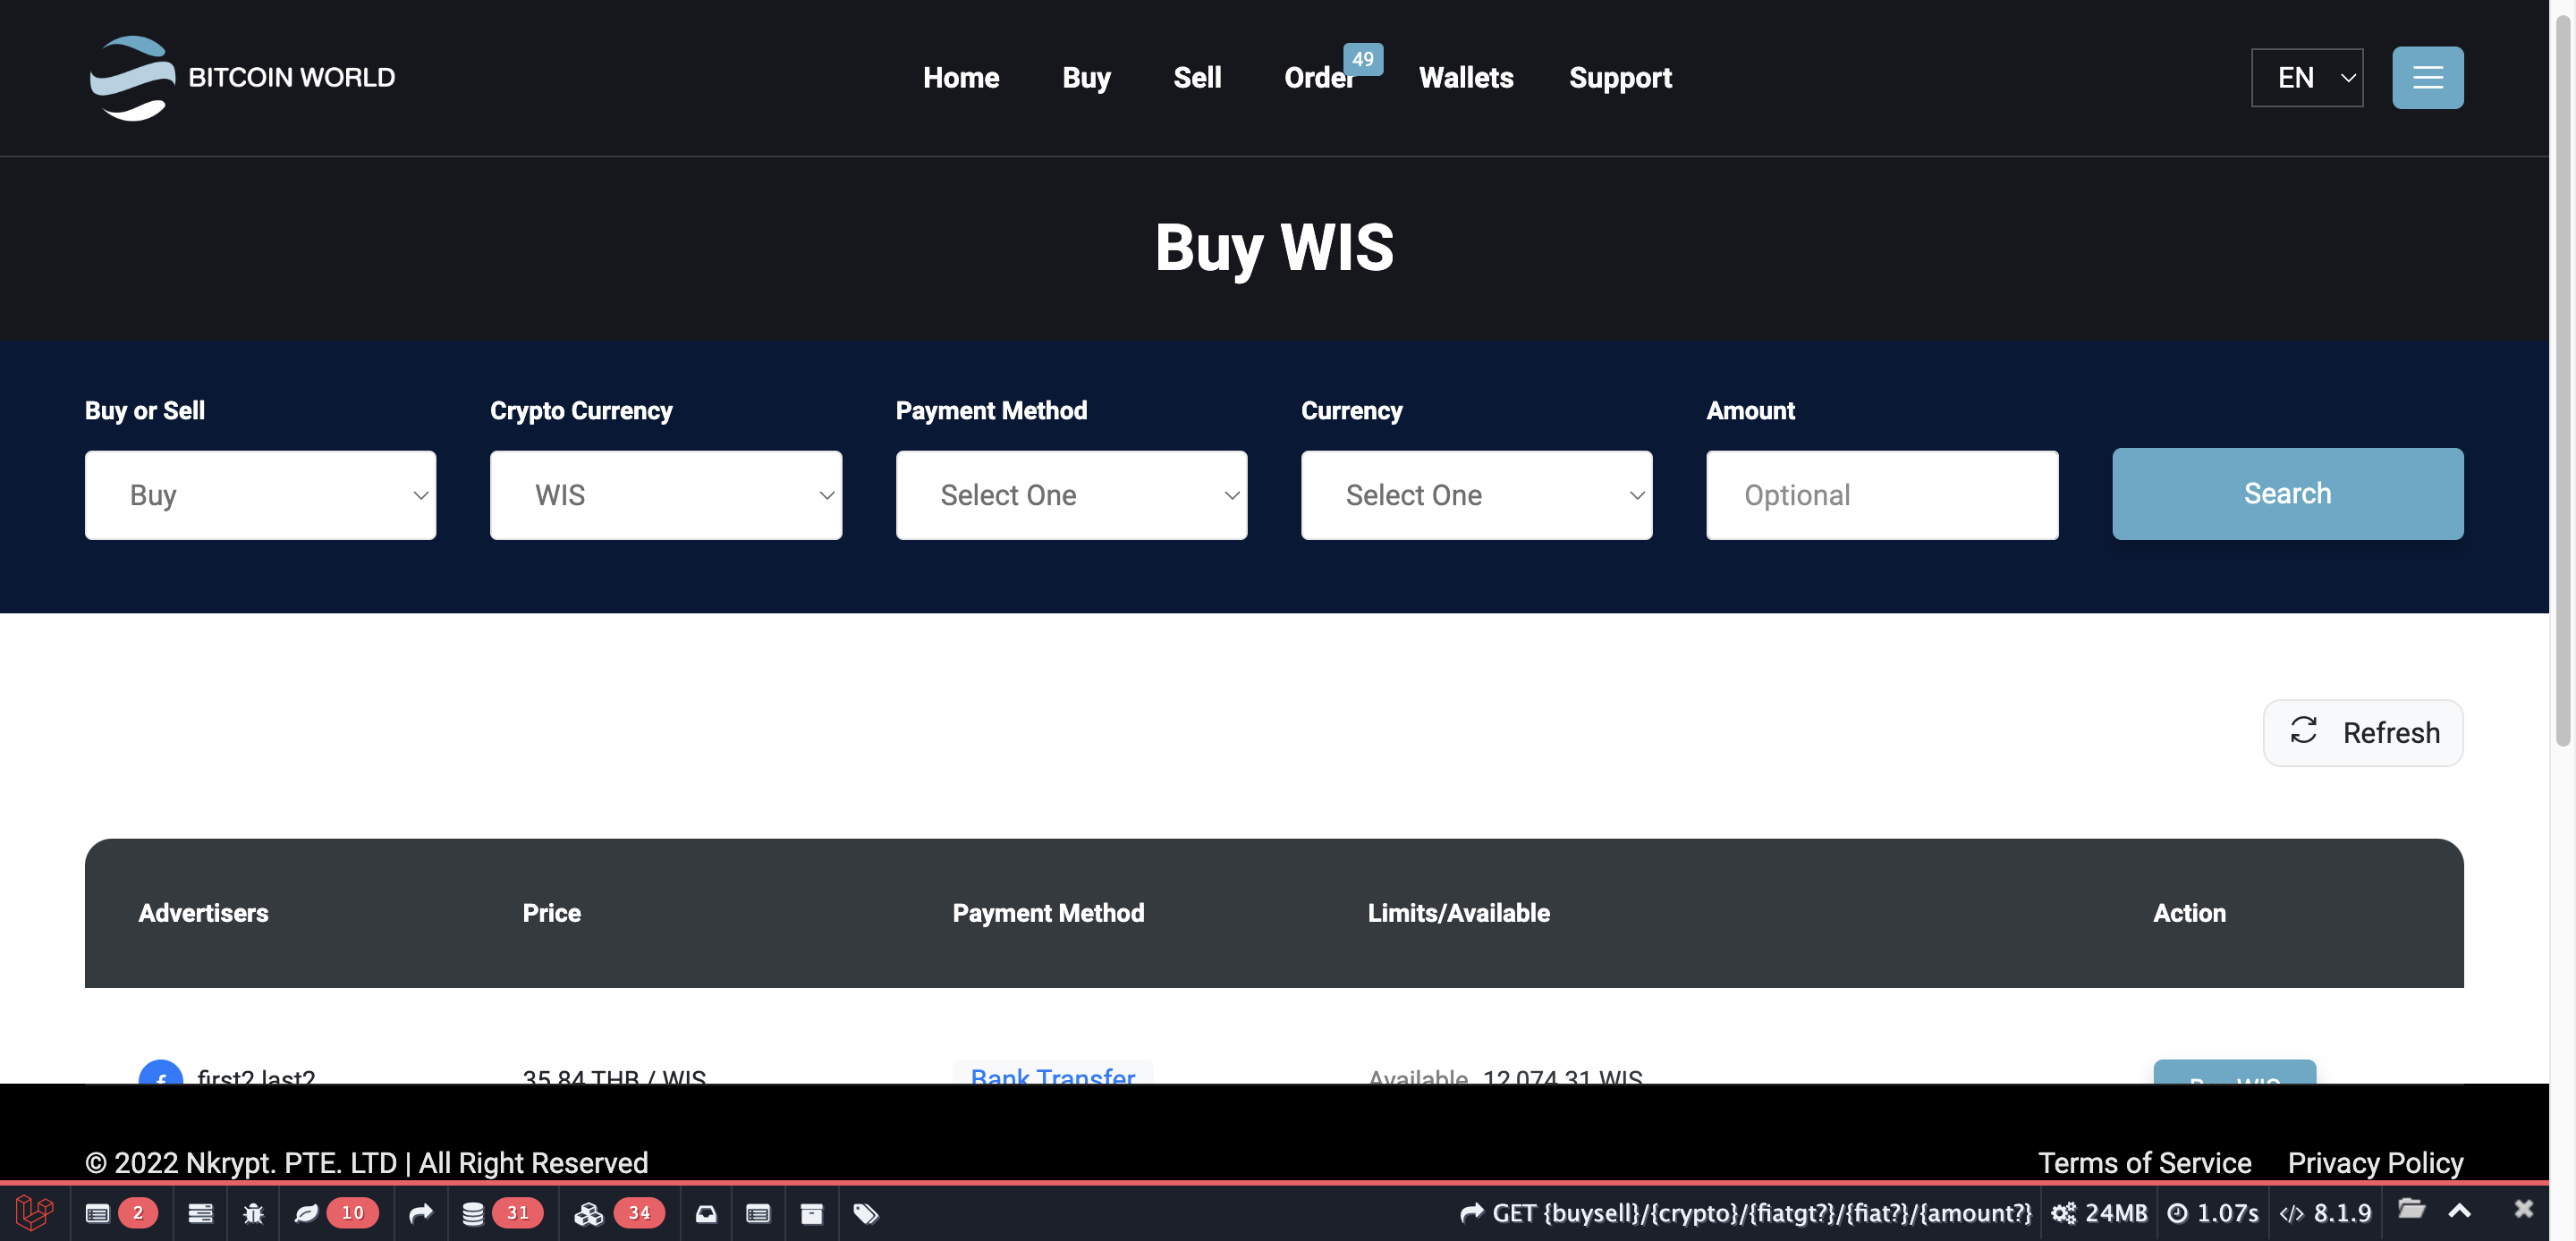 BITCOIN WORLD
Home Buy Sell Order 49 Wallets Support
EN
Buy WIS
Buy or Sell Crypto Currency Payment Method Currency Amount
Buy WIS Select One Select One Optional Search
Refresh
Advertisers Price Payment Method Limits/Available Action
first2 last2 35.84 THB / WIS Bank Transfer Available 12,074.31 WIS Buy WIS
© 2022 Nkrypt. PTE. LTD | All Right Reserved Terms of Service Privacy Policy
2 10 31 34 GET {buysell}/{crypto}/{fiatgt?}/{fiat?}/{amount?} 24MB 1.07s 8.1.9